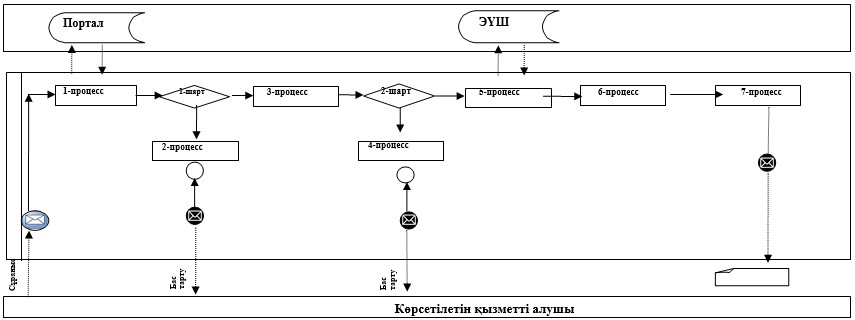 Портал
ЭҮШ
1-процесс
1-шарт
3-процесс
2-шарт
5-процесс
6-процесс
7-процесс
2-процесс
4-процесс
Сұраныс
Бас
тарту
Бас
тарту
Көрсетілетін қызметті алушы